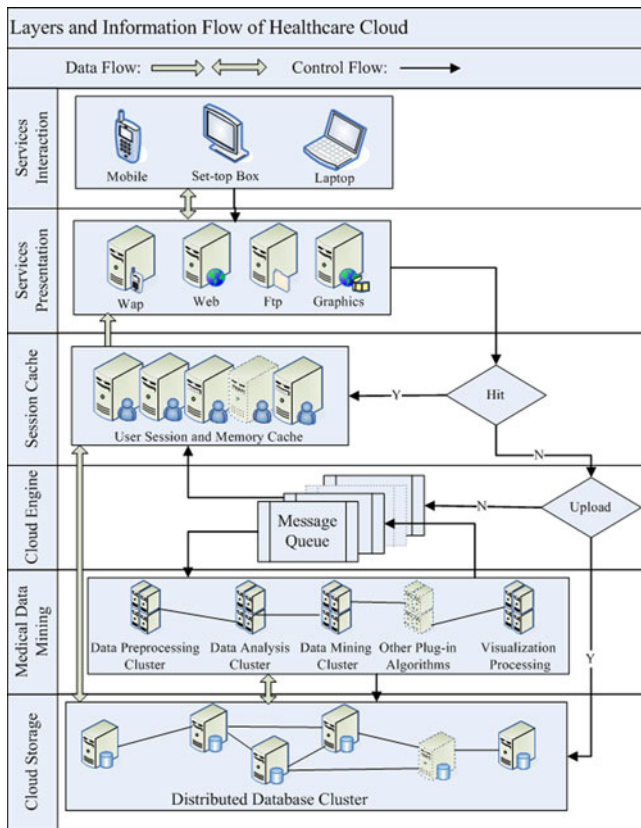 Layers and Information Flow of Healthcare Cloud
Data Flow:
Control Flow:
Services
Interaction
Mobile
Set-top Box
Laptop
Services
Presentation
Wap
Web
Ftp
Graphics
Session Cache
User Session and Memory Cache
Y
Hit
N
Cloud Engine
Message
Queue
N
Upload
Medical Data
Mining
Data Preprocessing
Cluster
Data Analysis
Cluster
Data Mining
Cluster
Other Plug-in
Algorithms
Visualization
Processing
Y
Cloud Storage
Distributed Database Cluster